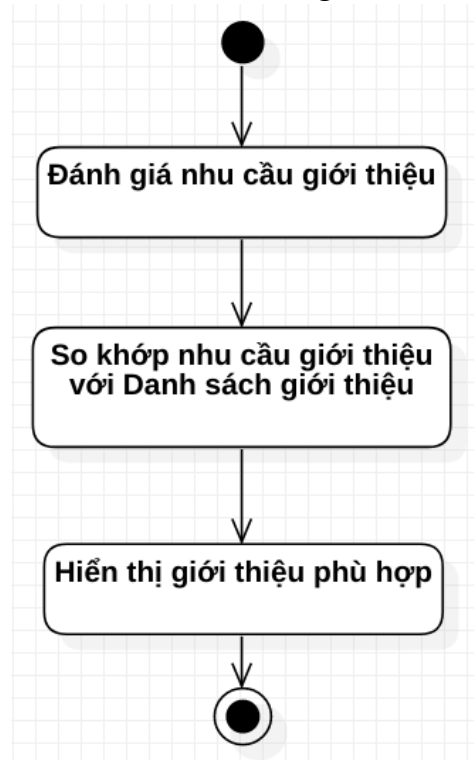 Đánh giá nhu cầu giới thiệu
So khớp nhu cầu giới thiệu
với Danh sách giới thiệu
Hiển thị giới thiệu phù hợp